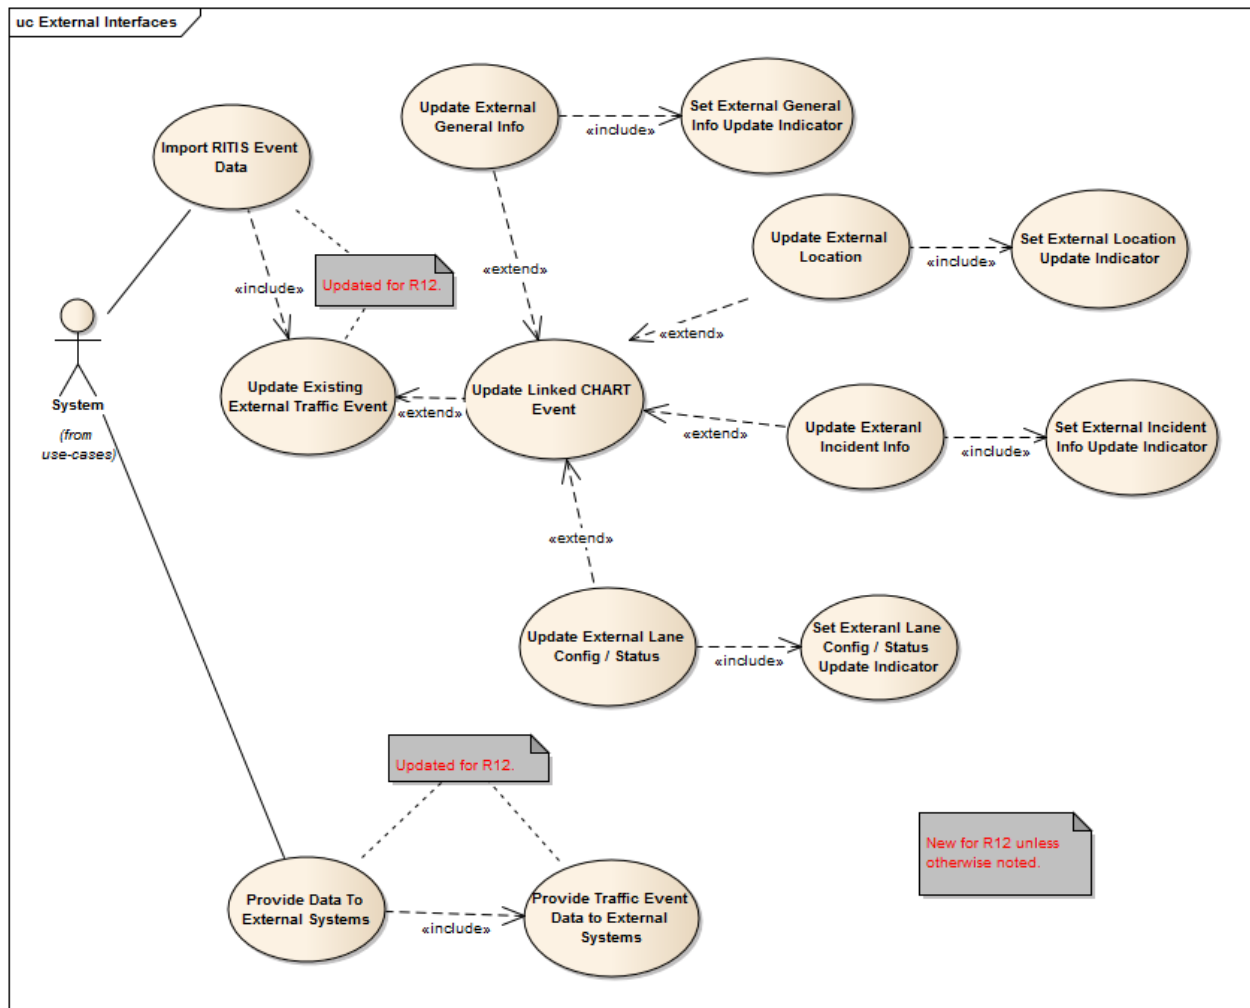 uc External Interfaces
Update External
General Info
«include»
Set External General
Info Update Indicator
Import RITIS Event
Data
Update External
Location
«include»
Set External Location
Update Indicator
«extend»
«include»
Updated for R12.
«extend»
System
(from
use-cases)
Update Existing
External Traffic Event
«extend»
Update Linked CHART
Event
«extend»
Update Exteranl
Incident Info
«include»
Set External Incident
Info Update Indicator
«extend»
Update External Lane
Config / Status
«include»
Set Exteranl Lane
Config / Status
Update Indicator
Updated for R12.
New for R12 unless
otherwise noted.
Provide Data To
External Systems
«include»
Provide Traffic Event
Data to External
Systems